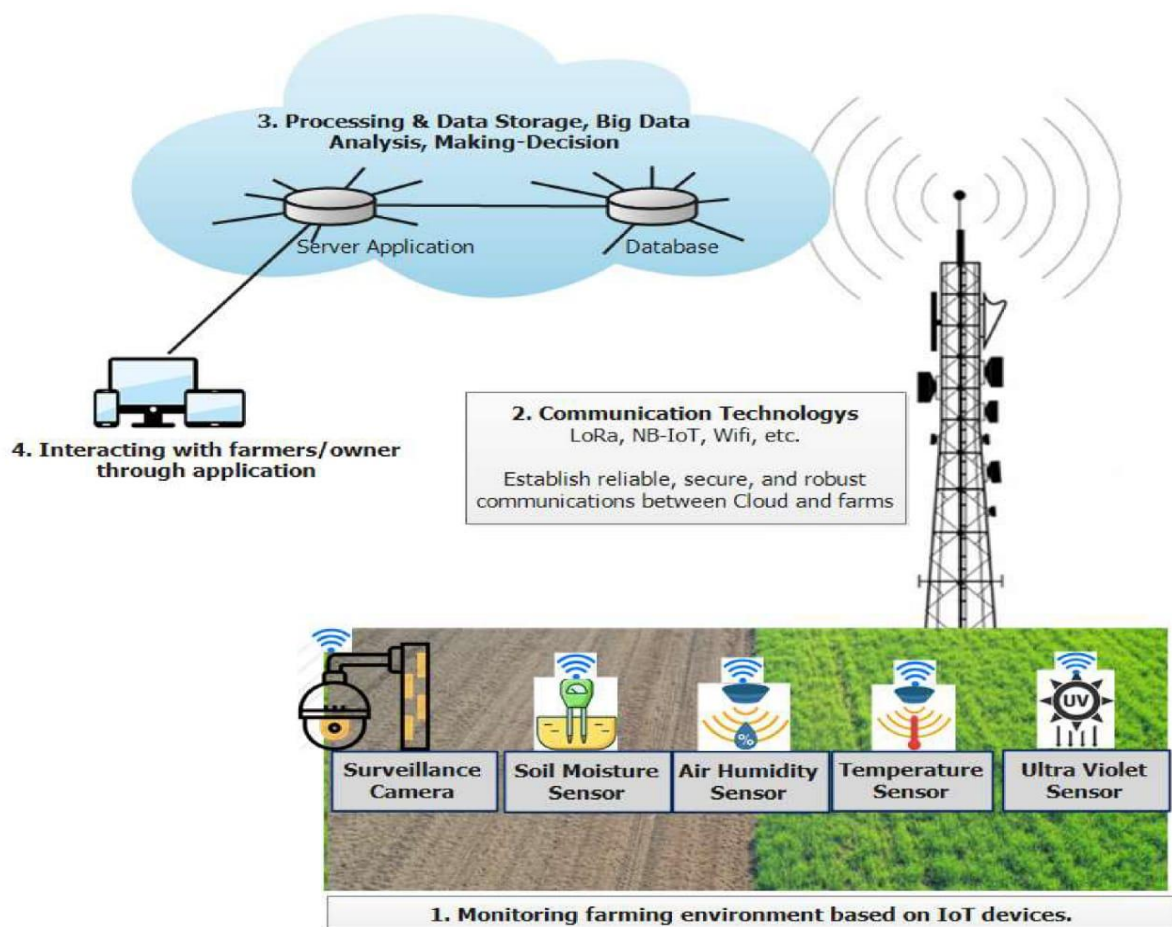 3. Processing & Data Storage, Big Data
Analysis, Making-Decision
Server Application
Database
4. Interacting with farmers/owner
through application
2. Communication Technologys
LoRa, NB-IoT, Wifi, etc.
Establish reliable, secure, and robust
communications between Cloud and farms
%
UV
Surveillance
Camera
Soil Moisture
Sensor
Air Humidity
Sensor
Temperature
Sensor
Ultra Violet
Sensor
1. Monitoring farming environment based on IoT devices.